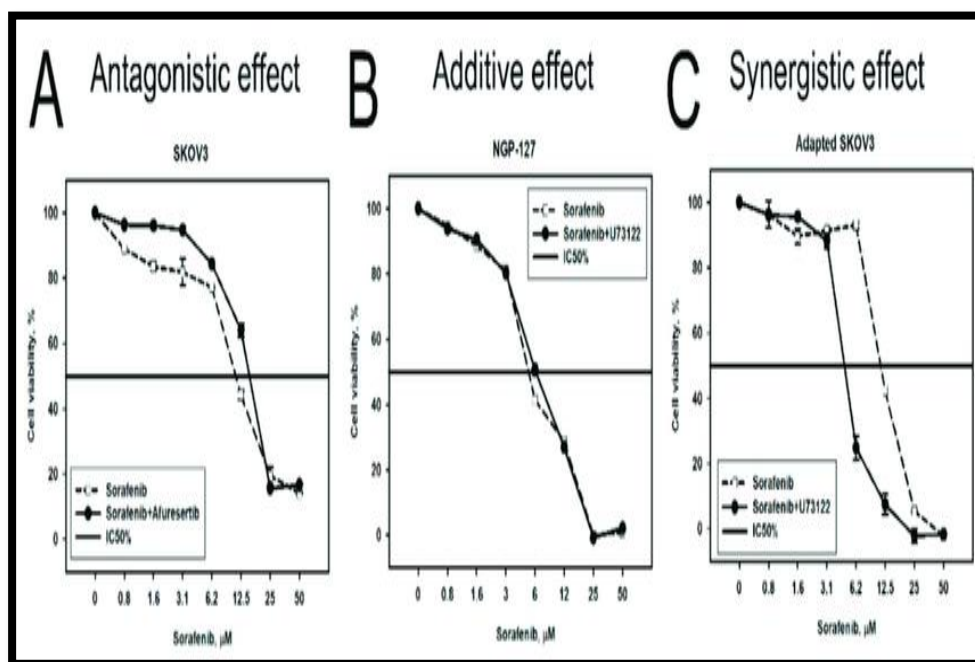 A Antagonistic effect
SKOV3
Cell viability, %
100
80
60
40
20
0
Sorafenib
Sorafenib+Afuresertib
IC50%
0 0.8 1.6 3.1 6.2 12.5 25 50
Sorafenib, μM
B Additive effect
NGP-127
Cell viability, %
100
80
60
40
20
0
Sorafenib
Sorafenib+U73122
IC50%
0 0.8 1.6 3 6 12 25 50
Sorafenib, μM
C Synergistic effect
Adapted SKOV3
Cell viability, %
100
80
60
40
20
0
Sorafenib
Sorafenib+U73122
IC50%
0 0.8 1.6 3.1 6.2 12.5 25 50
Sorafenib, μM